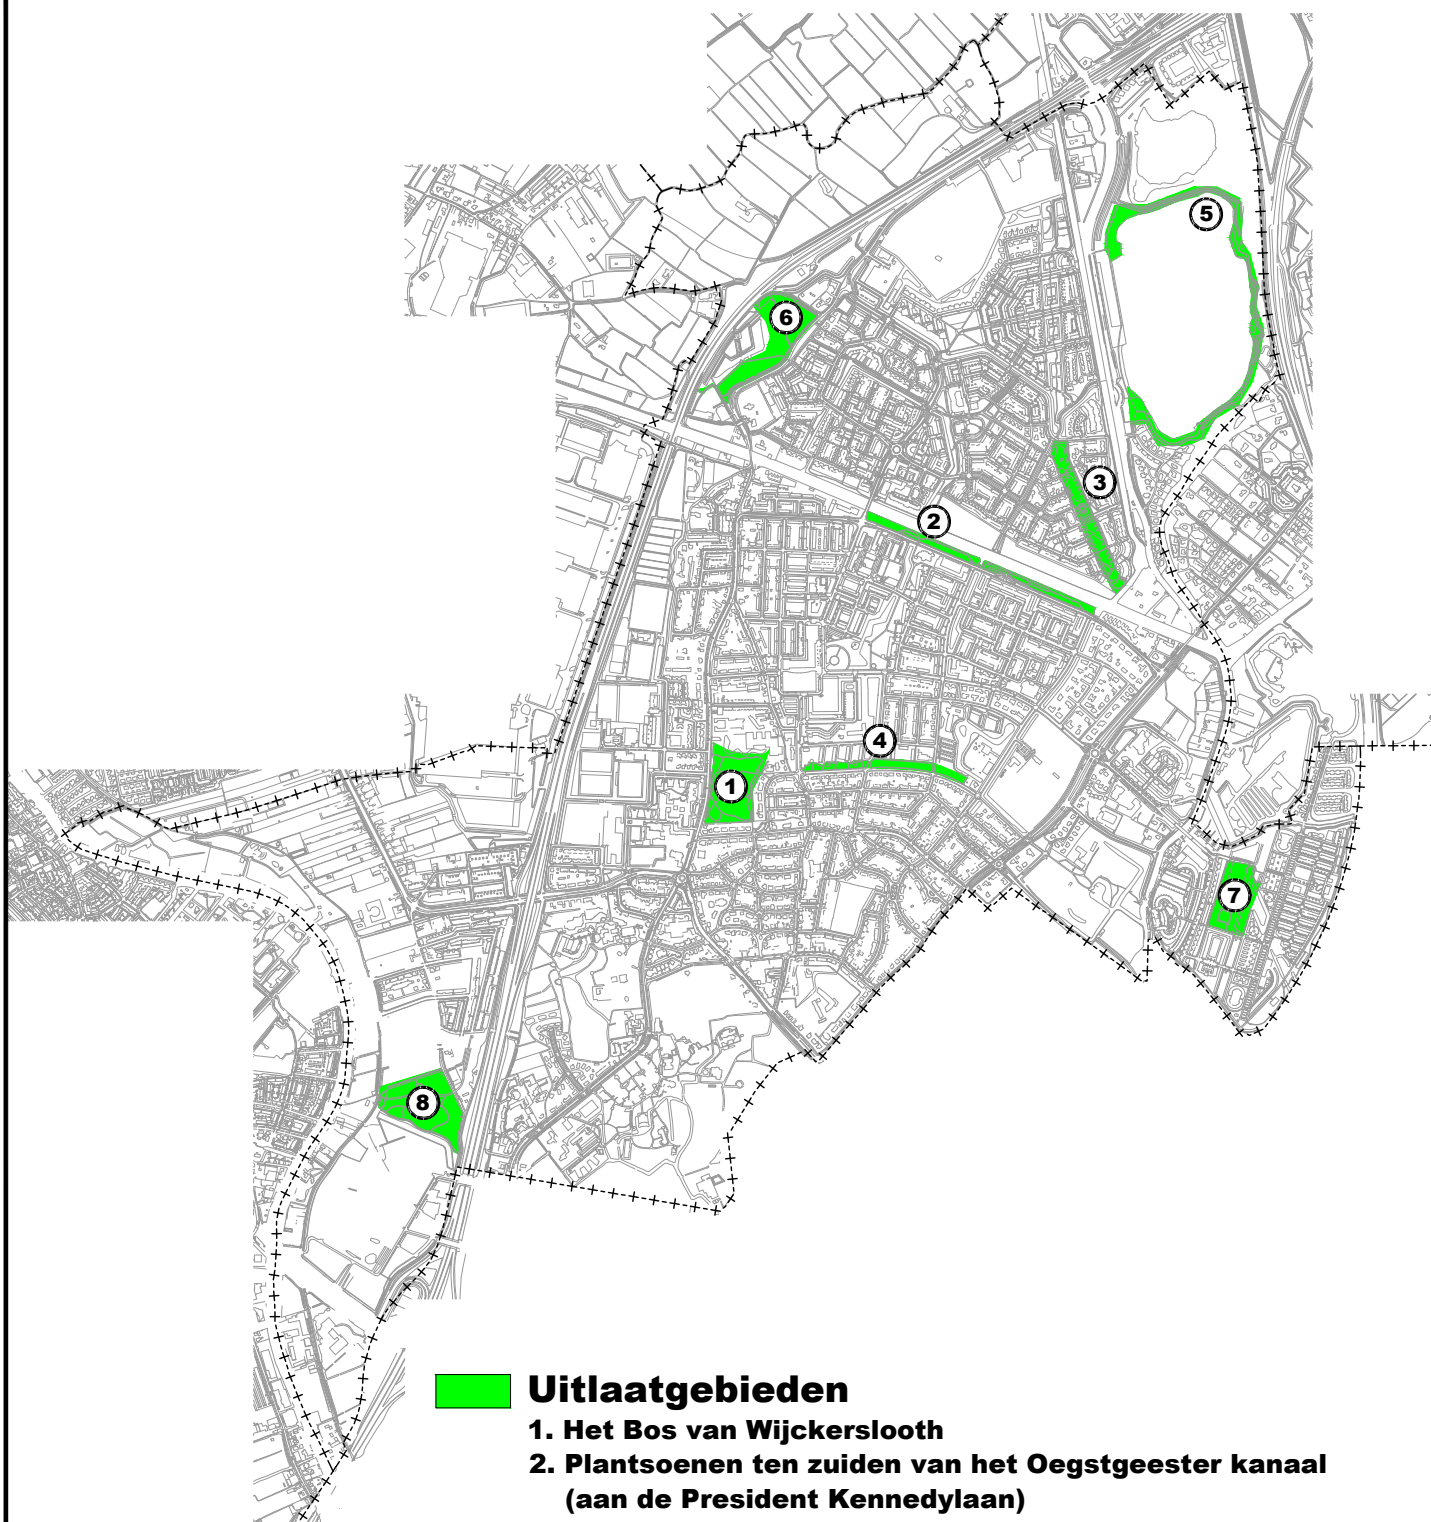 5
6
3
2
4
1
7
8
Uitlaatgebieden
1. Het Bos van Wijckerslooth
2. Plantsoenen ten zuiden van het Oegstgeester kanaal
(aan de President Kennedylaan)